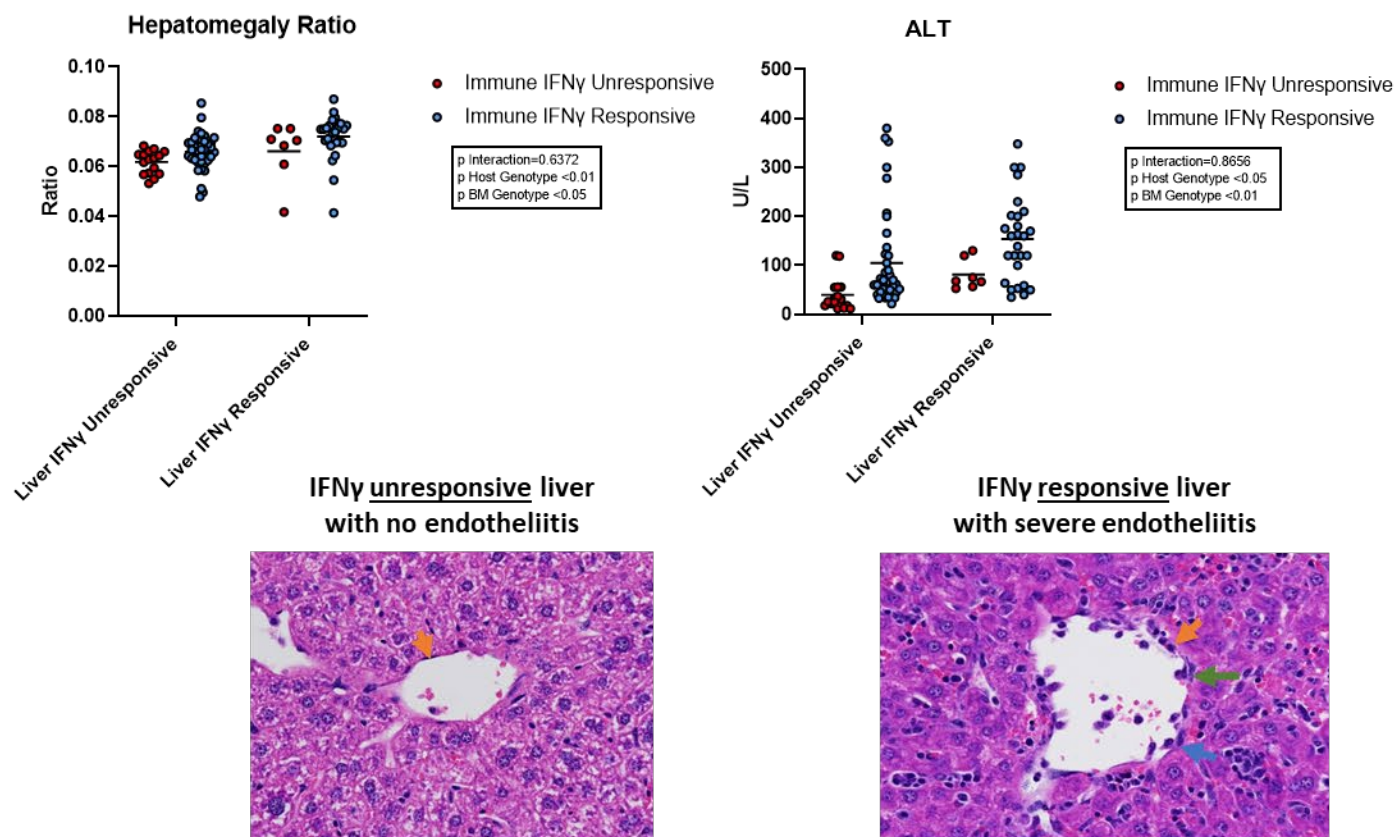 Hepatomegaly Ratio
0.10
0.08
0.06
0.04
0.02
0.00
Ratio
Liver IFNγ Unresponsive
Liver IFNγ Responsive
Immune IFNγ Unresponsive
Immune IFNγ Responsive
p Interaction=0.6372
p Host Genotype <0.01
p BM Genotype <0.05
ALT
500
400
300
200
100
0
U/L
Liver IFNγ Unresponsive
Liver IFNγ Responsive
Immune IFNγ Unresponsive
Immune IFNγ Responsive
p Interaction=0.8656
p Host Genotype <0.05
p BM Genotype <0.01
IFNγ unresponsive liver
with no endotheliitis
IFNγ responsive liver
with severe endotheliitis